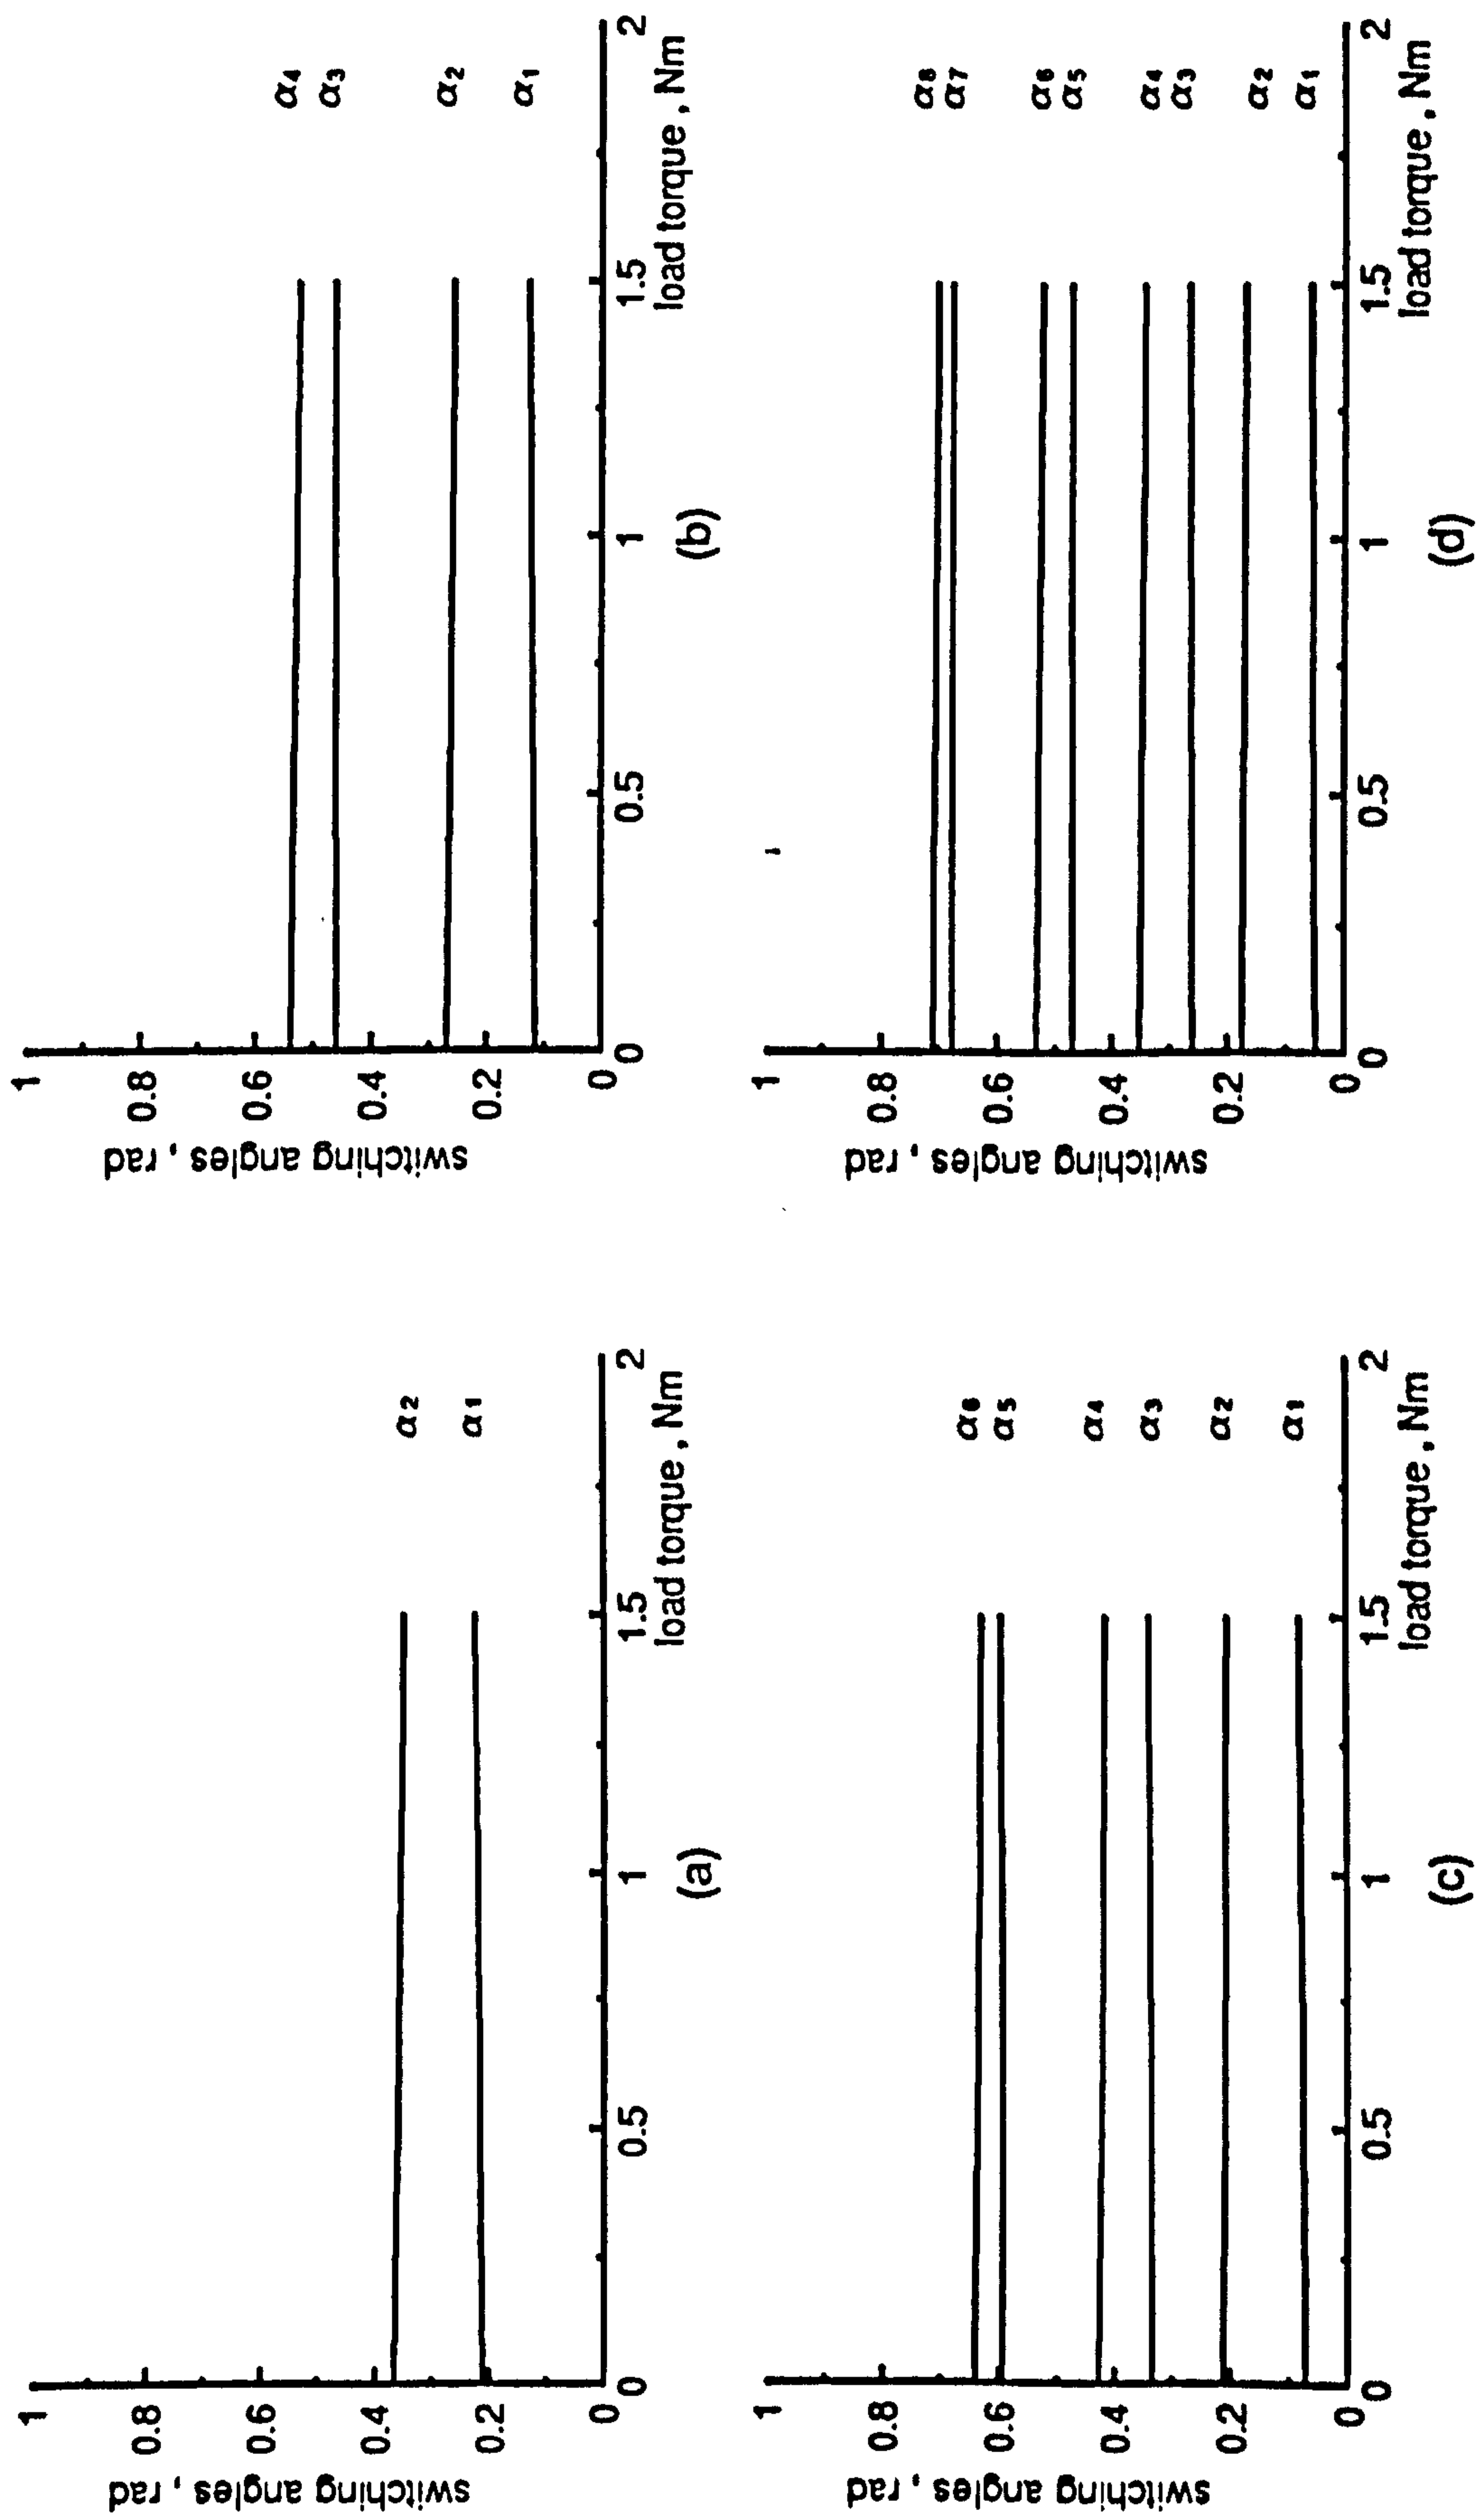 switching angles, rad
1
0.8
0.6
0.4
0.2
0
0
0.5
1
1.5
2
α2
α1
load torque, Nm
(a)
switching angles, rad
1
0.8
0.6
0.4
0.2
0
0
0.5
1
1.5
2
α4
α3
α2
α1
load torque, Nm
(b)
switching angles, rad
1
0.8
0.6
0.4
0.2
0
0
0.5
1
1.5
2
α6
α5
α4
α3
α2
α1
load torque, Nm
(c)
switching angles, rad
1
0.8
0.6
0.4
0.2
0
0
0.5
1
1.5
2
α8
α7
α6
α5
α4
α3
α2
α1
load torque, Nm
(d)